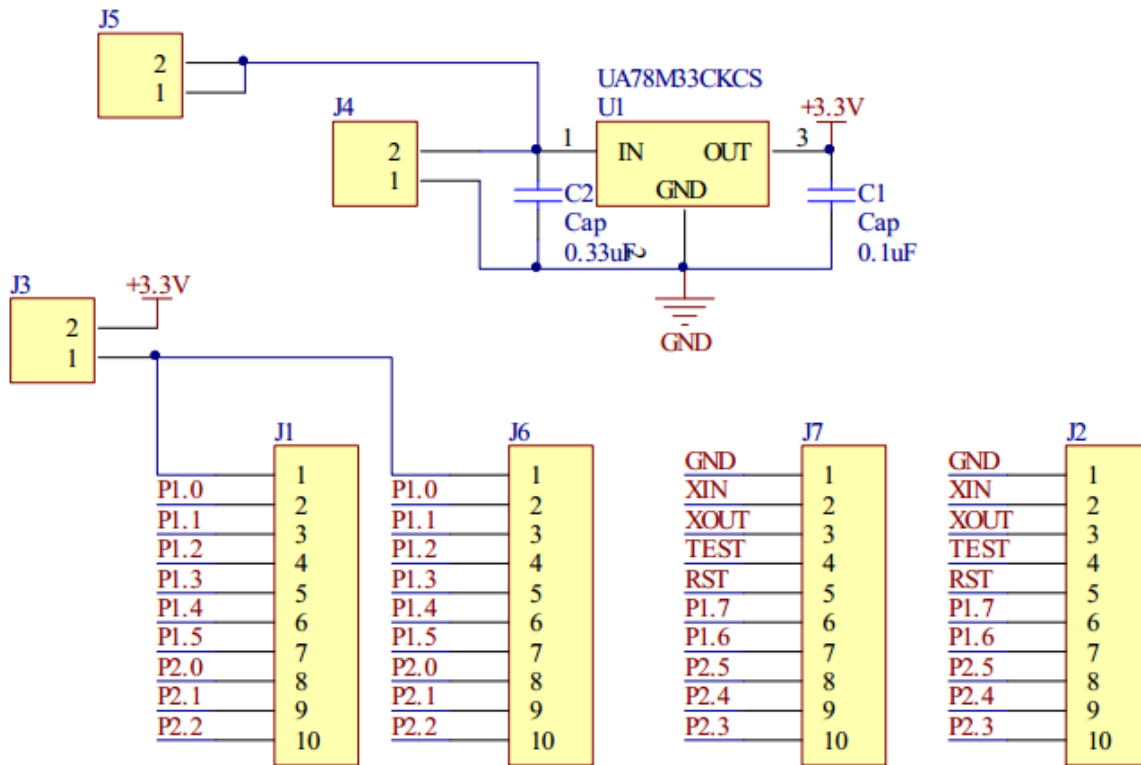 J5
2
1
J4
2
1
UA78M33CKCS
U1
1
IN
OUT
3
GND
2
+3.3V
C2
Cap
0.33uF
C1
Cap
0.1uF
GND
J3
2
1
+3.3V
J1
1
P1.0
2
P1.1
3
P1.2
4
P1.3
5
P1.4
6
P1.5
7
P2.0
8
P2.1
9
P2.2
10
J6
1
P1.0
2
P1.1
3
P1.2
4
P1.3
5
P1.4
6
P1.5
7
P2.0
8
P2.1
9
P2.2
10
J7
GND
1
XIN
2
XOUT
3
TEST
4
RST
5
P1.7
6
P1.6
7
P2.5
8
P2.4
9
P2.3
10
J2
GND
1
XIN
2
XOUT
3
TEST
4
RST
5
P1.7
6
P1.6
7
P2.5
8
P2.4
9
P2.3
10